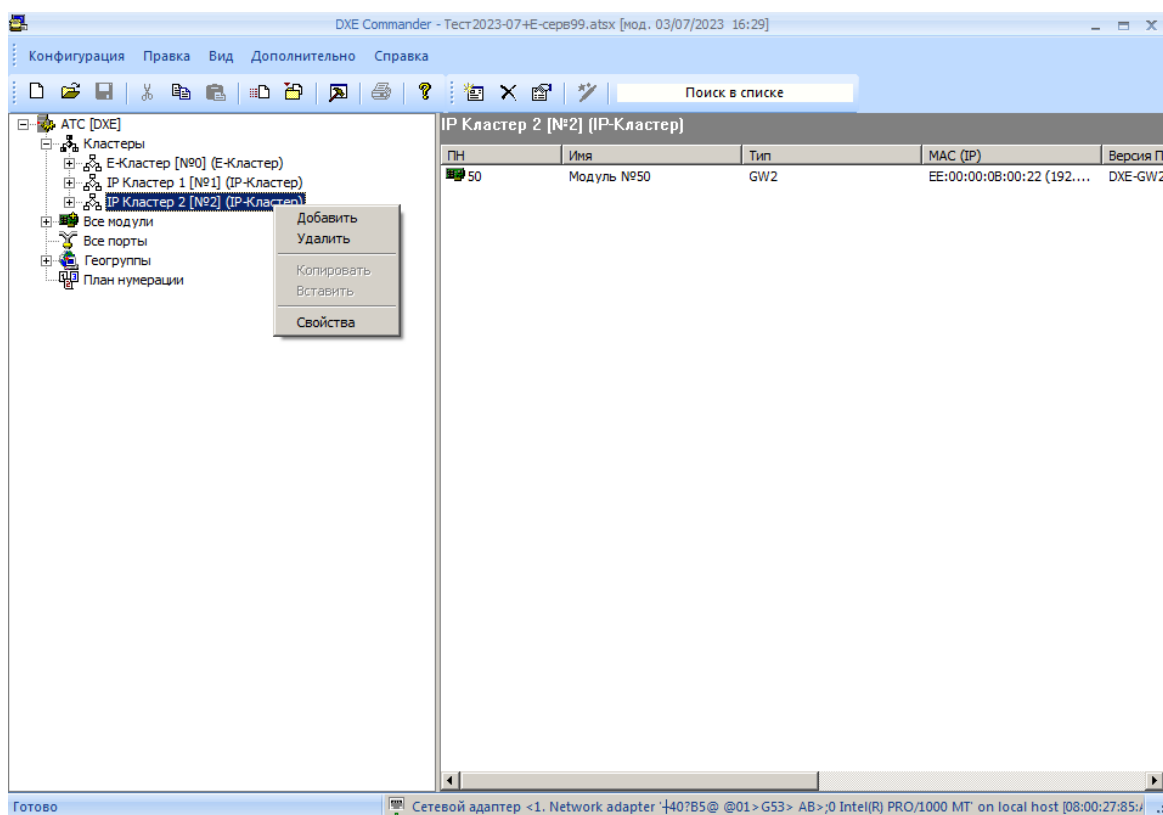 DXE Commander - Тест2023-07+Е-серв99.atsx [мод. 03/07/2023 16:29]
Конфигурация Правка Вид Дополнительно Справка
Поиск в списке
АТС [DXE]
Кластеры
Е-Кластер [№0] (Е-Кластер)
IP Кластер 1 [№1] (IP-Кластер)
IP Кластер 2 [№2] (IP-Кластер)
Все модули
Все порты
Геогруппы
План нумерации
Добавить
Удалить
Копировать
Вставить
Свойства
IP Кластер 2 [№2] (IP-Кластер)
ПН Имя Тип MAC (IP) Версия П
50 Модуль №50 GW2 EE:00:00:0B:00:22 (192.... DXE-GW2
Готово
Сетевой адаптер <1. Network adapter '┤40?B5@ @01>G53> AB>;0 Intel(R) PRO/1000 MT' on local host [08:00:27:85: